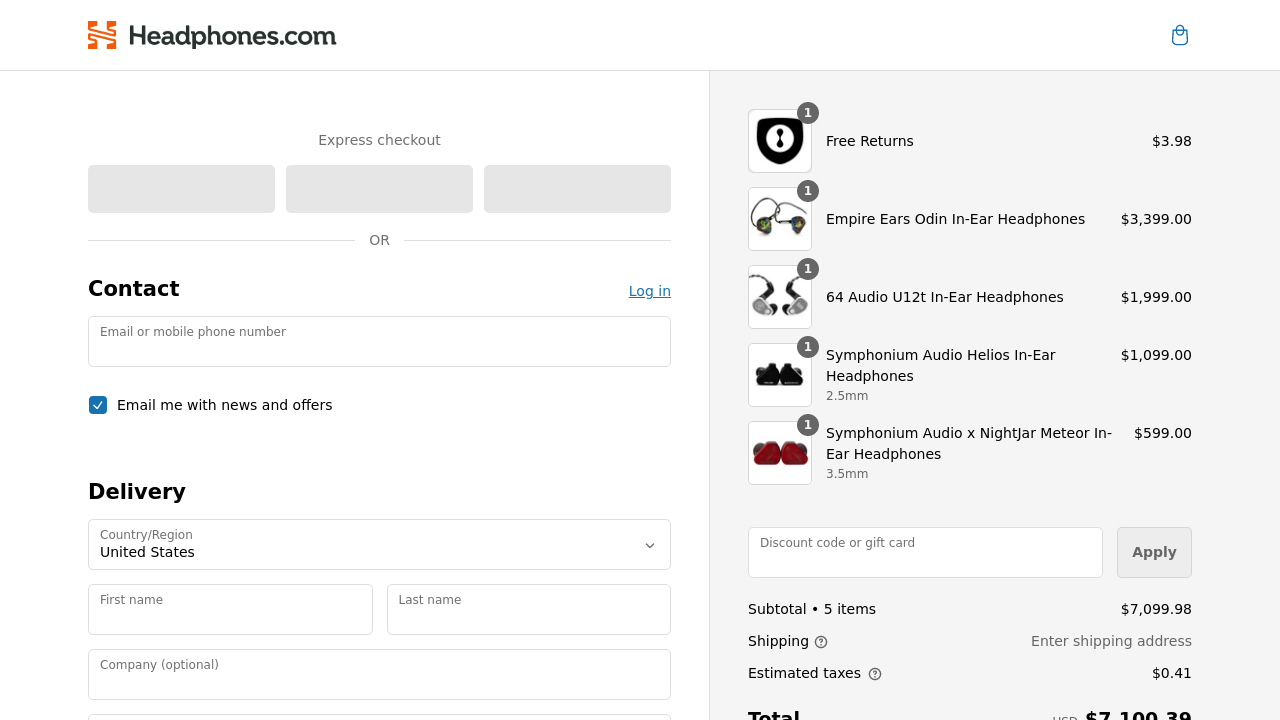 Headphones.com
Express checkout
OR
Contact
Log in
Email or mobile phone number
Email me with news and offers
Delivery
Country/Region
United States
First name
Last name
Company (optional)
1
Free Returns
$3.98
1
Empire Ears Odin In-Ear Headphones
$3,399.00
1
64 Audio U12t In-Ear Headphones
$1,999.00
1
Symphonium Audio Helios In-Ear
Headphones
2.5mm
$1,099.00
1
Symphonium Audio x NightJar Meteor In-
Ear Headphones
3.5mm
$599.00
Discount code or gift card
Apply
Subtotal • 5 items
$7,099.98
Shipping
Enter shipping address
Estimated taxes
$0.41
Total
USD $7,100.39